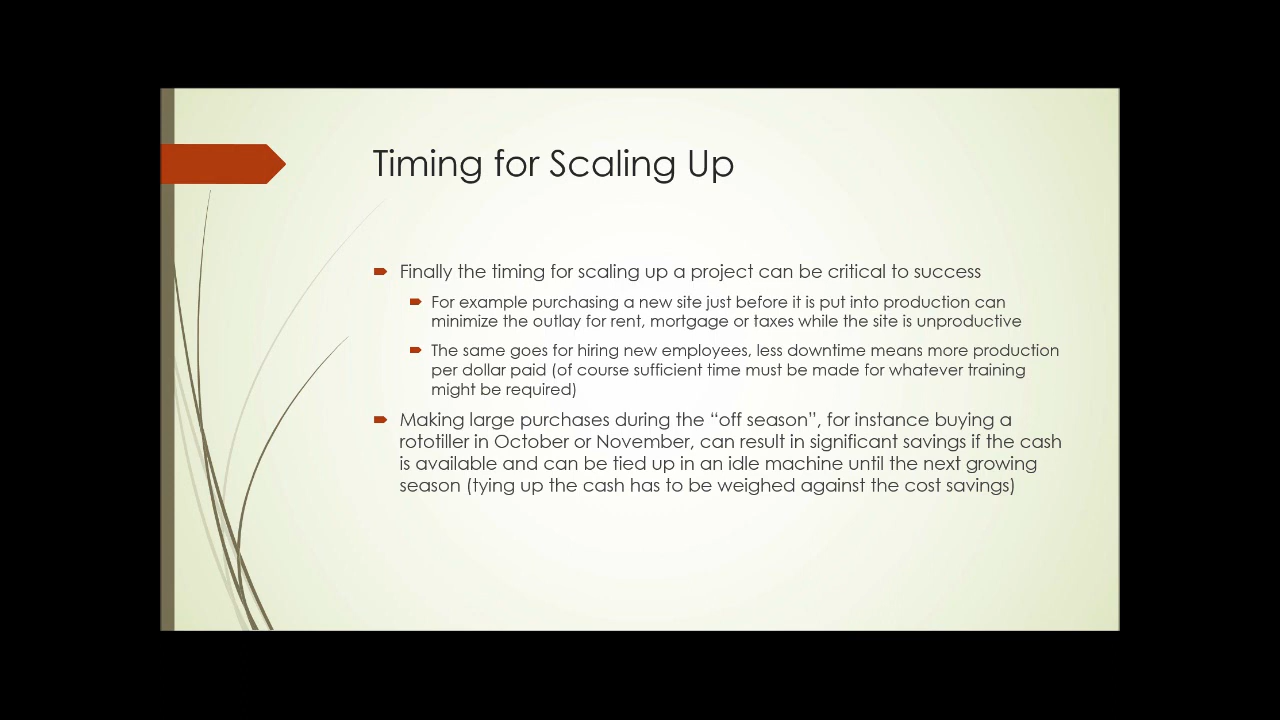 Timing for Scaling Up
Finally the timing for scaling up a project can be critical to success
For example purchasing a new site just before it is put into production can
minimize the outlay for rent, mortgage or taxes while the site is unproductive
The same goes for hiring new employees, less downtime means more production
per dollar paid (of course sufficient time must be made for whatever training
might be required)
Making large purchases during the “off season”, for instance buying a
rototiller in October or November, can result in significant savings if the cash
is available and can be tied up in an idle machine until the next growing
season (tying up the cash has to be weighed against the cost savings)